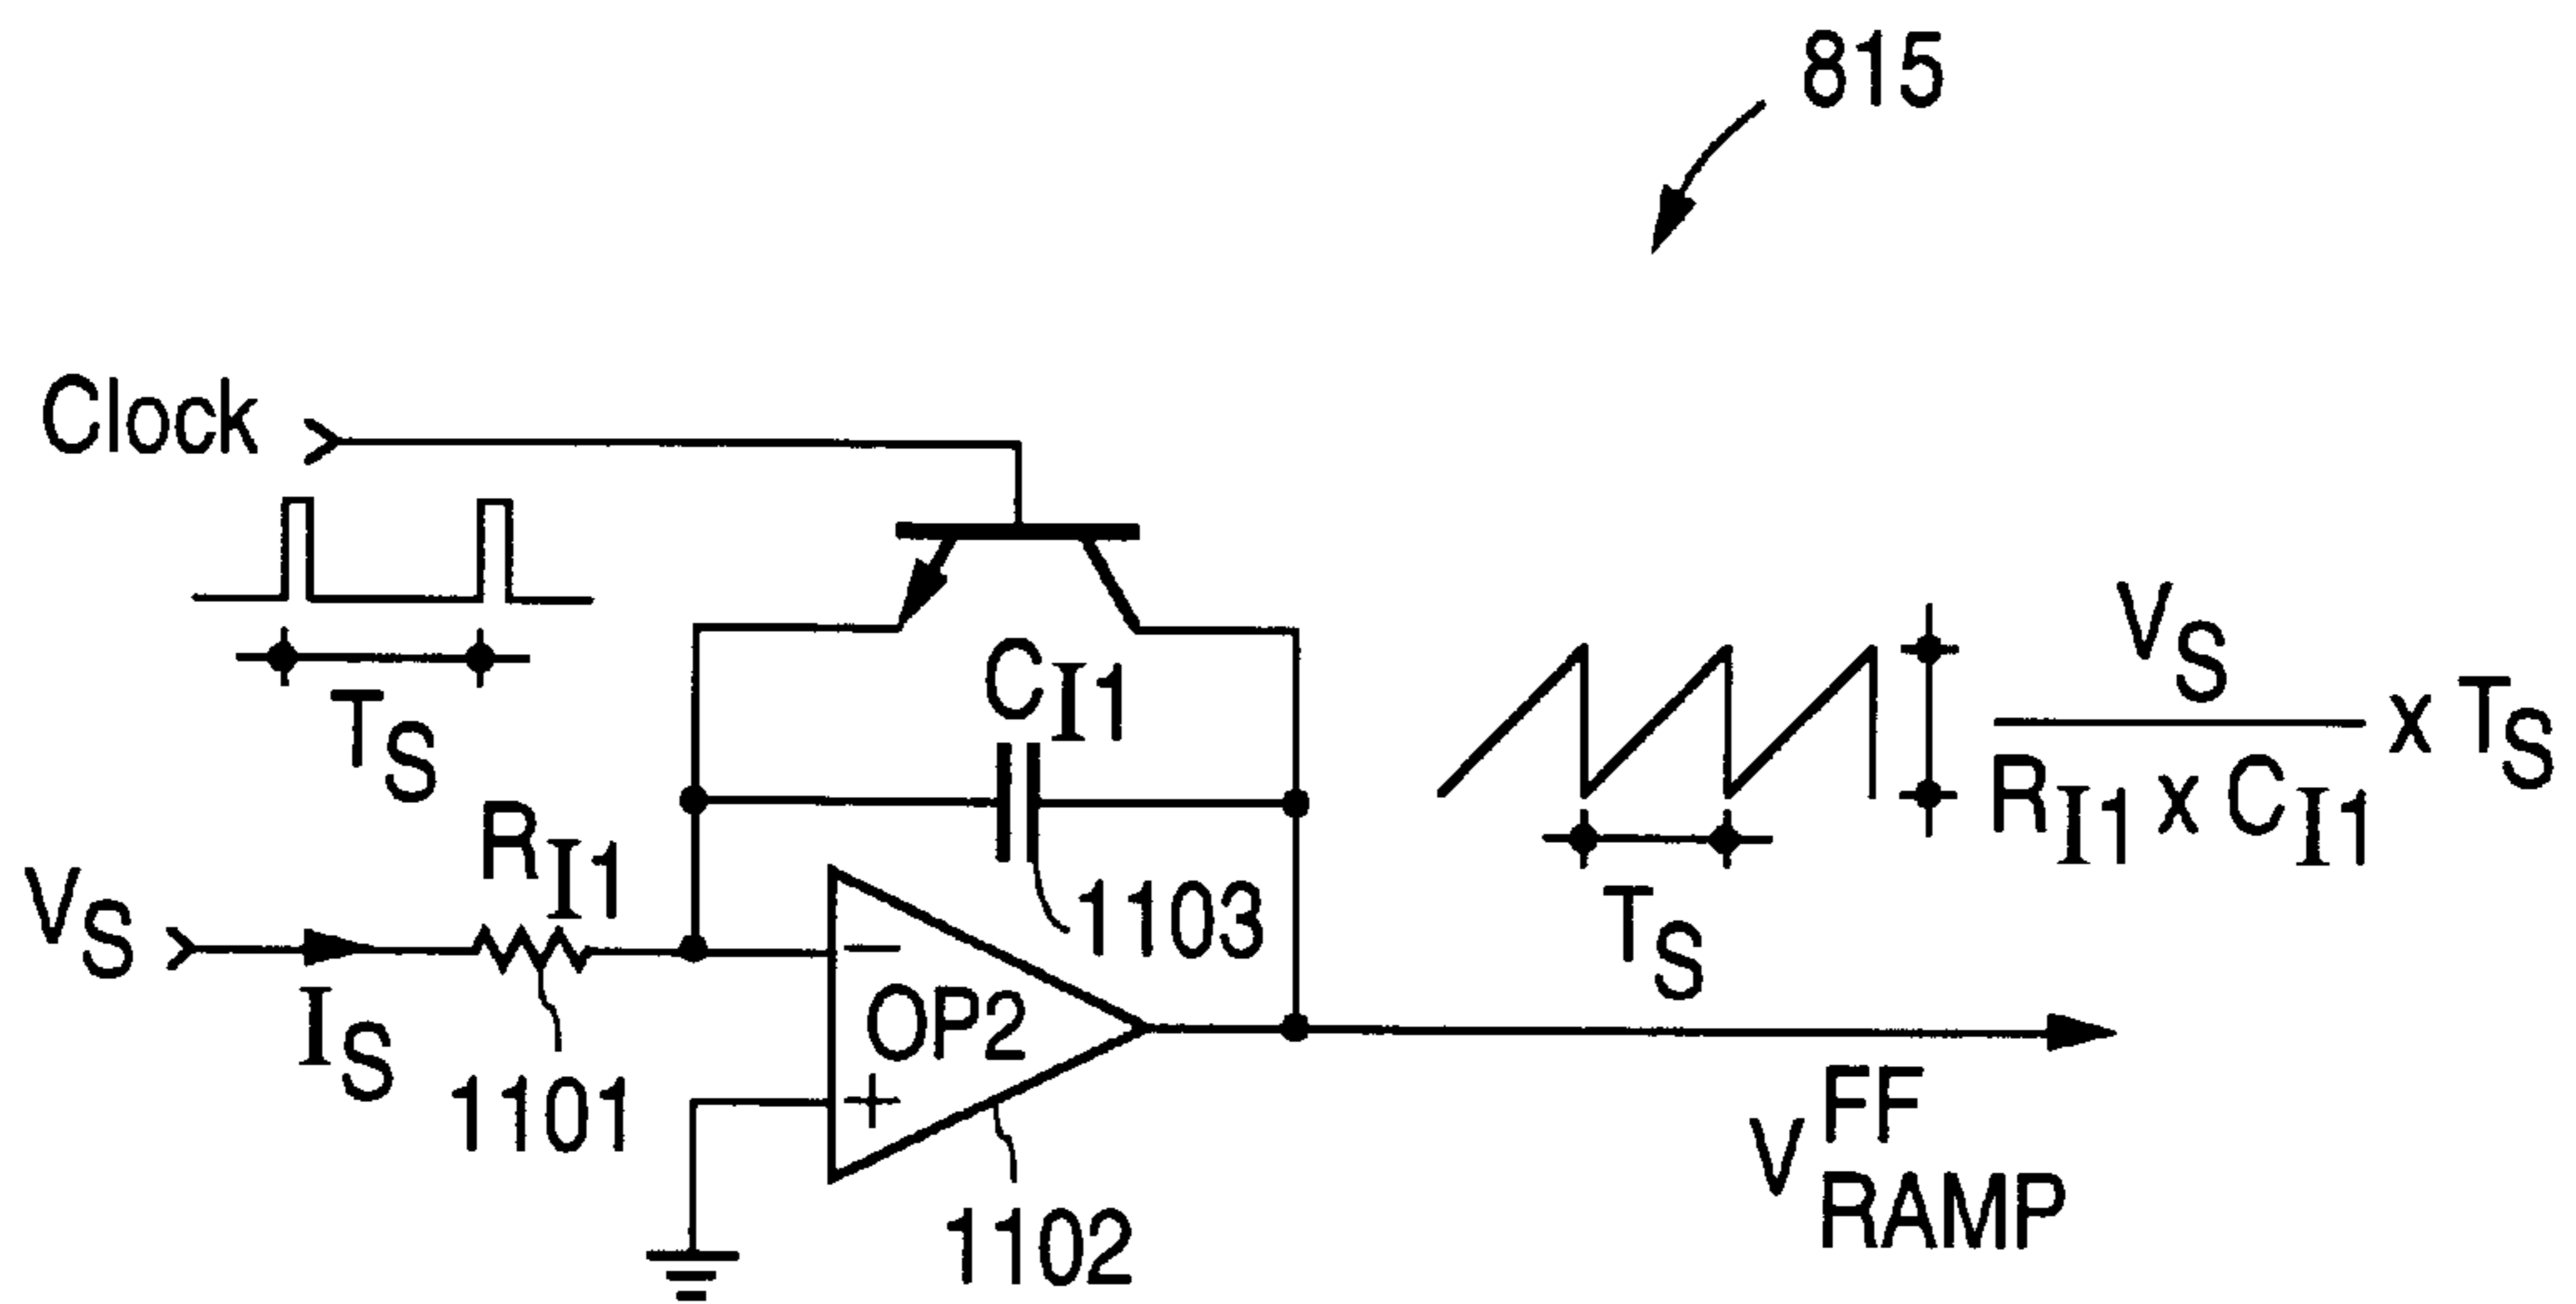 815
Clock
T_S
C_I1
R_I1
V_S
I_S
1101
1103
OP2
−
+
1102
V_S
R_I1 x C_I1
x T_S
T_S
V^FF_RAMP